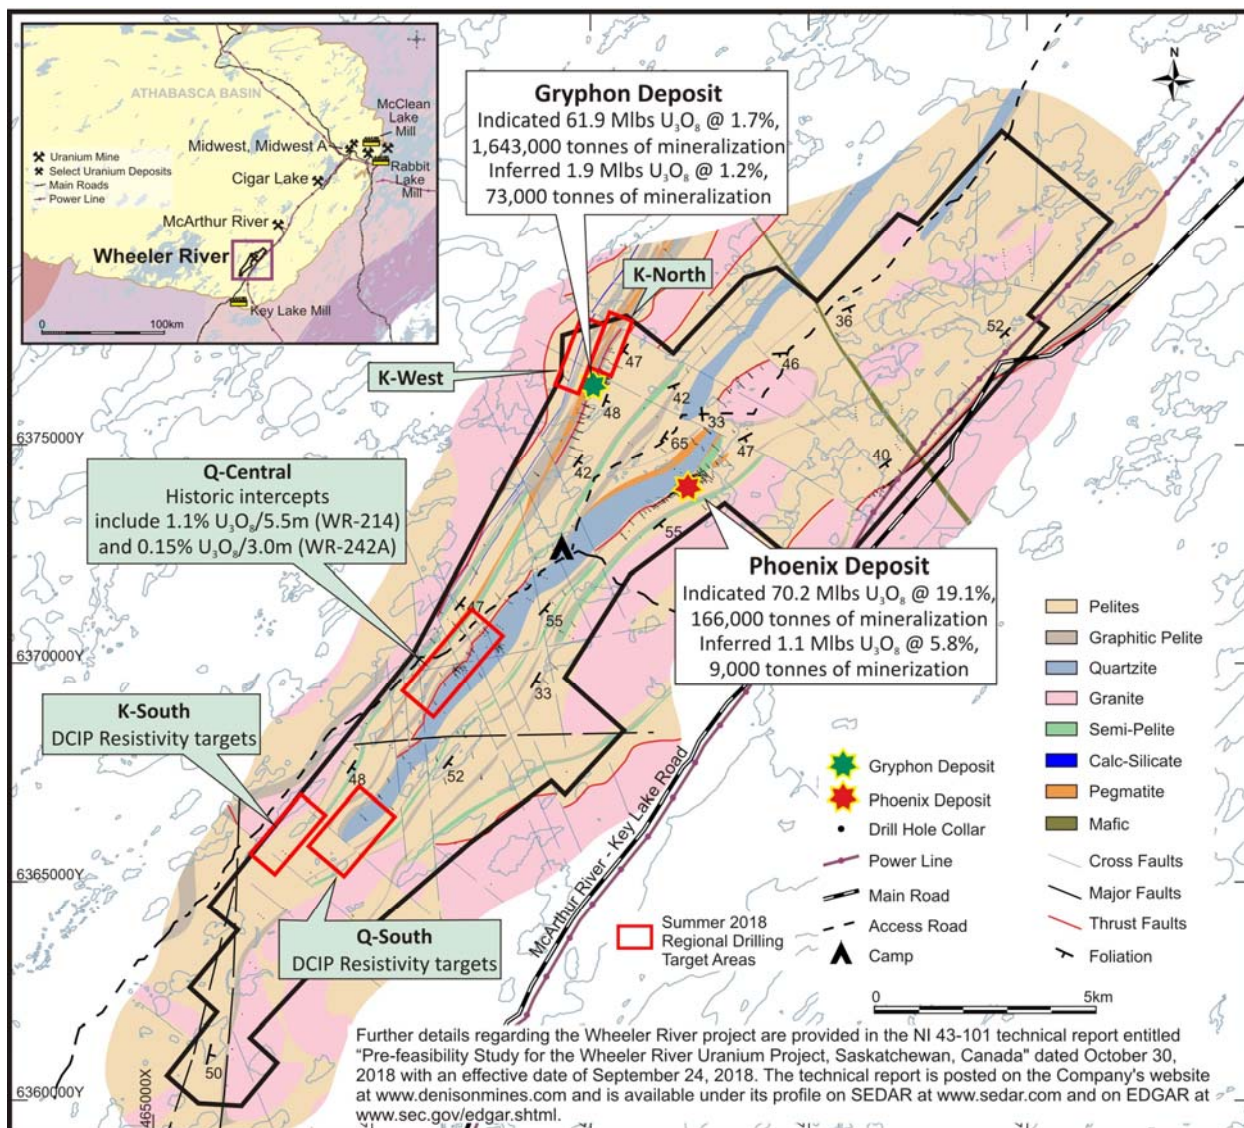 ATHABASCA BASIN
McClean
Lake
Mill
Midwest, Midwest A
Rabbit
Lake
Mill
Cigar Lake
McArthur River
Wheeler River
Key Lake Mill
Uranium Mine
Select Uranium Deposits
Main Roads
Power Line
0 100km
N
Gryphon Deposit
Indicated 61.9 Mlbs U₃O₈ @ 1.7%,
1,643,000 tonnes of mineralization
Inferred 1.9 Mlbs U₃O₈ @ 1.2%,
73,000 tonnes of mineralization
K-North
K-West
Q-Central
Historic intercepts
include 1.1% U₃O₈/5.5m (WR-214)
and 0.15% U₃O₈/3.0m (WR-242A)
Phoenix Deposit
Indicated 70.2 Mlbs U₃O₈ @ 19.1%,
166,000 tonnes of mineralization
Inferred 1.1 Mlbs U₃O₈ @ 5.8%,
9,000 tonnes of minerization
K-South
DCIP Resistivity targets
Q-South
DCIP Resistivity targets
36
52
47
46
42
48
33
65
47
42
40
55
47
55
33
52
48
50
6375000Y
6370000Y
6365000Y
6360000Y
465000X
McArthur River - Key Lake Road
Gryphon Deposit
Phoenix Deposit
Drill Hole Collar
Power Line
Main Road
Access Road
Camp
Summer 2018
Regional Drilling
Target Areas
Pelites
Graphitic Pelite
Quartzite
Granite
Semi-Pelite
Calc-Silicate
Pegmatite
Mafic
Cross Faults
Major Faults
Thrust Faults
Foliation
0 5km
Further details regarding the Wheeler River project are provided in the NI 43-101 technical report entitled
"Pre-feasibility Study for the Wheeler River Uranium Project, Saskatchewan, Canada" dated October 30,
2018 with an effective date of September 24, 2018. The technical report is posted on the Company's website
at www.denisonmines.com and is available under its profile on SEDAR at www.sedar.com and on EDGAR at
www.sec.gov/edgar.shtml.